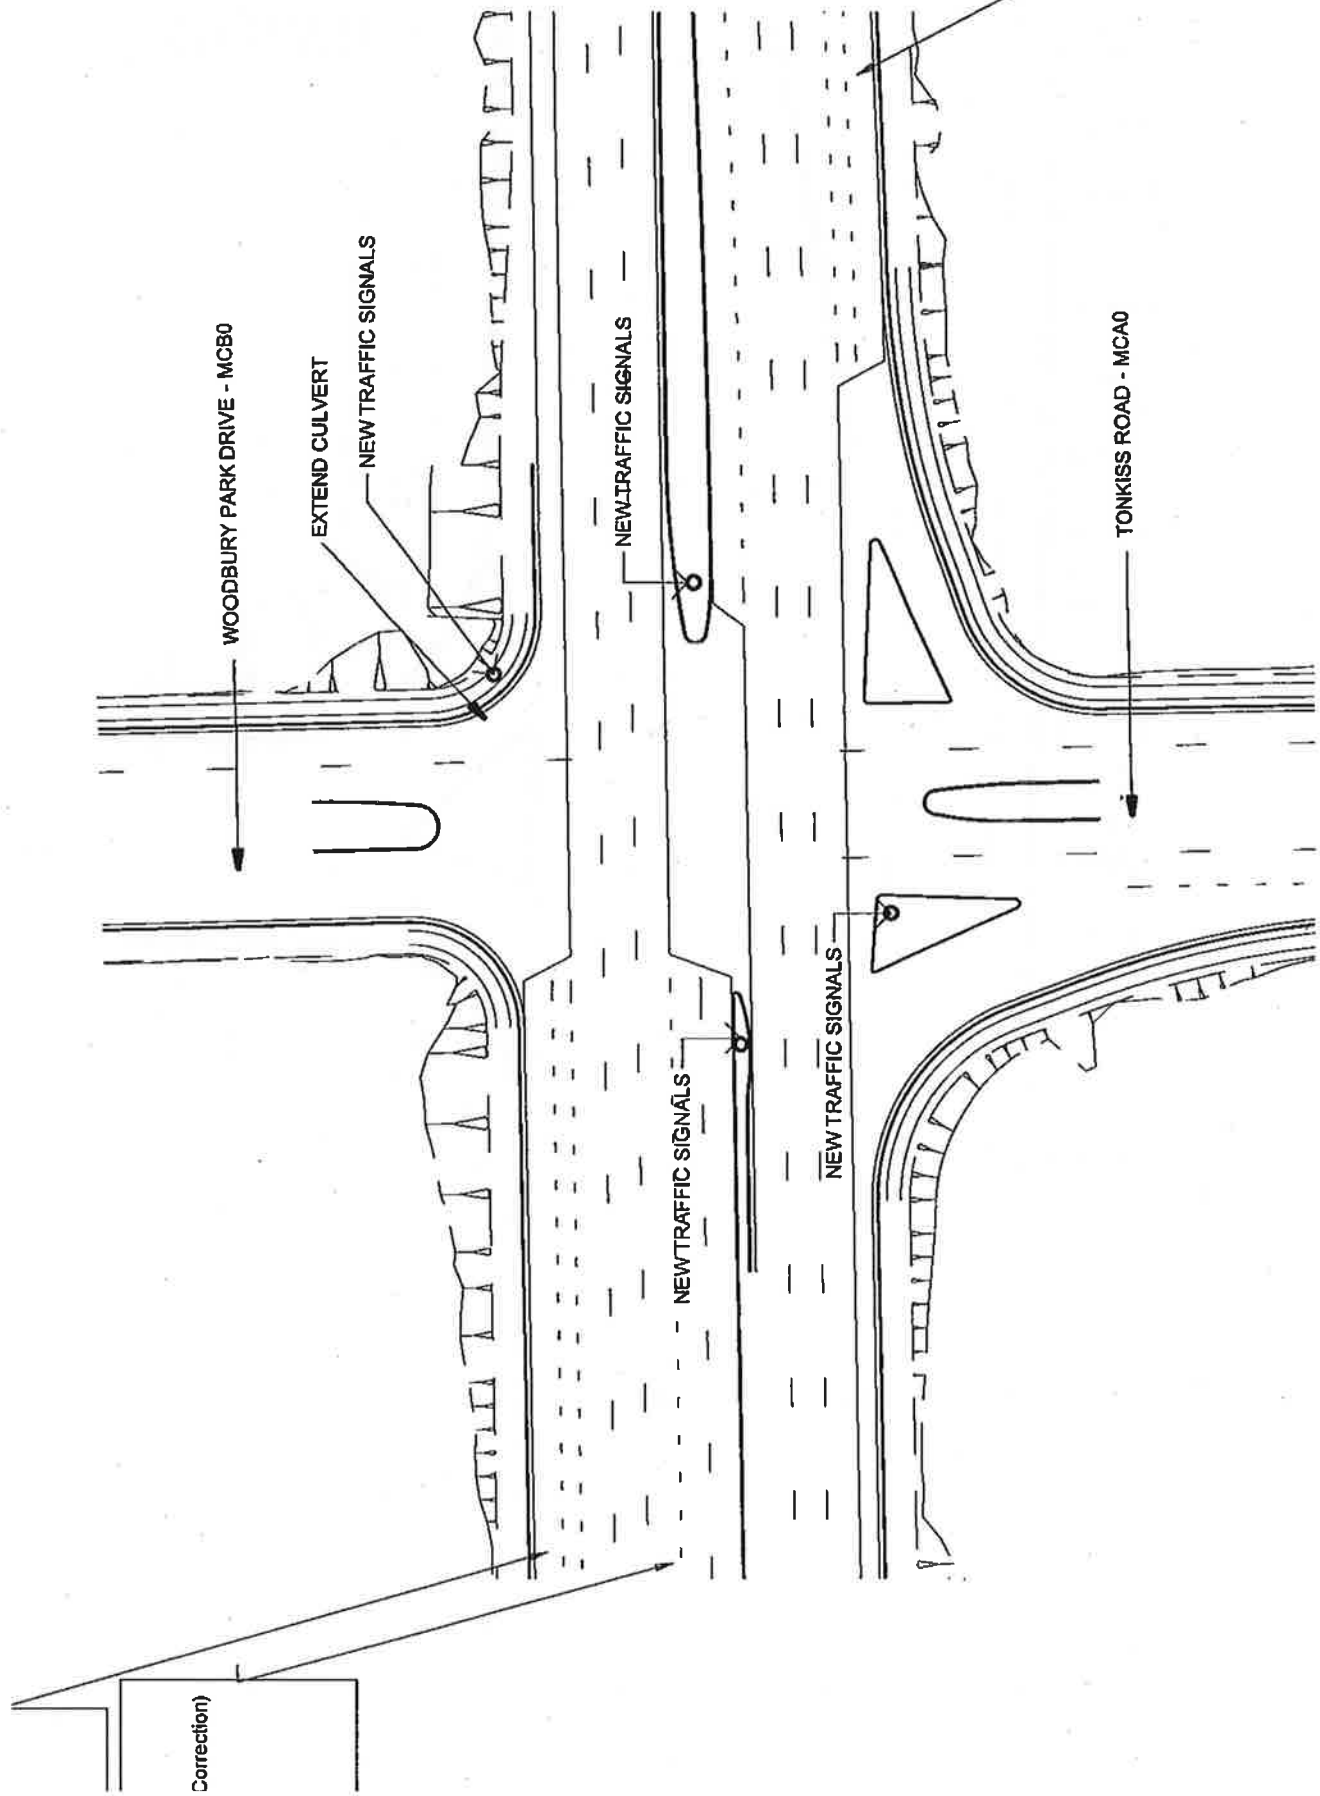 WOODBURY PARK DRIVE - MCB0
EXTEND CULVERT
NEW TRAFFIC SIGNALS
NEW TRAFFIC SIGNALS
NEW TRAFFIC SIGNALS
NEW TRAFFIC SIGNALS
TONKISS ROAD - MCA0
Correction)